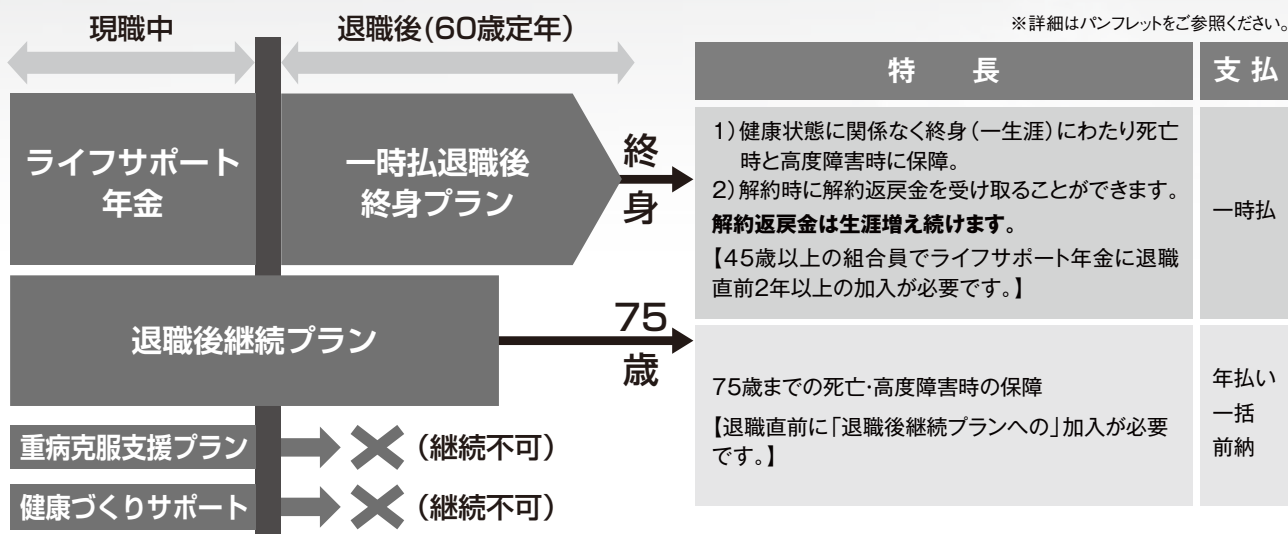 現職中
退職後(60歳定年)
※詳細はパンフレットをご参照ください。
ライフサポート
年金
一時払退職後
終身プラン
終
身
退職後継続プラン
75
歳
重病克服支援プラン
(継続不可)
健康づくりサポート
(継続不可)
特 長
支 払
1)健康状態に関係なく終身(一生涯)にわたり死亡
時と高度障害時に保障。
2)解約時に解約返戻金を受け取ることができます。
解約返戻金は生涯増え続けます。
【45歳以上の組合員でライフサポート年金に退職
直前2年以上の加入が必要です。】
一時払
75歳までの死亡・高度障害時の保障
【退職直前に「退職後継続プランへの」加入が必要
です。】
年払い
一括
前納